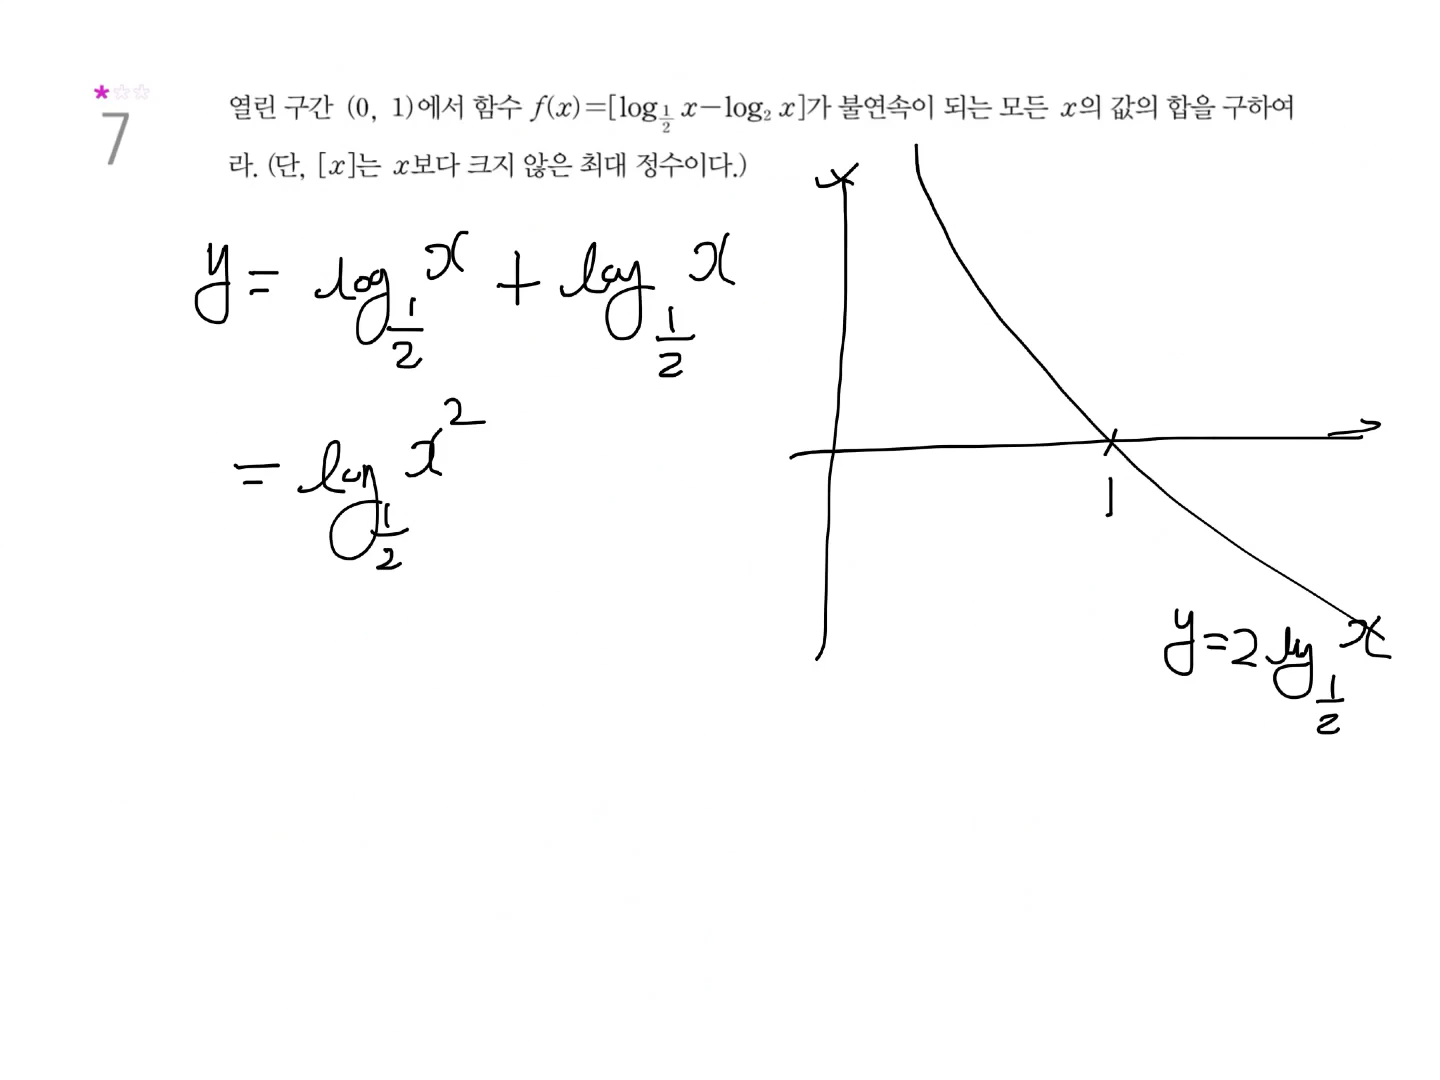 7
열린 구간 (0, 1)에서 함수 f(x)=[log_{1/2} x-log_2 x]가 불연속이 되는 모든 x의 값의 합을 구하여
라. (단, [x]는 x보다 크지 않은 최대 정수이다.)
y = log_{1/2} x + log_{1/2} x
= log_{1/2} x^2
1
y=2 log_{1/2} x